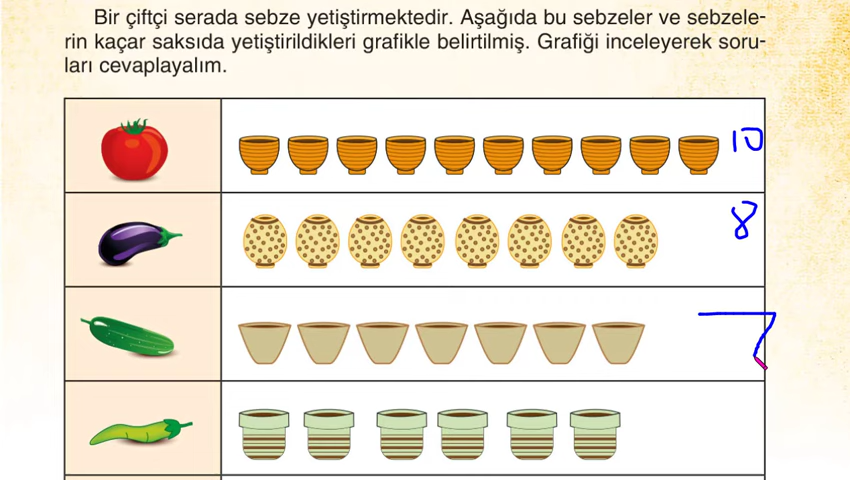 Bir çiftçi serada sebze yetiştirmektedir. Aşağıda bu sebzeler ve sebzele-
rin kaçar saksıda yetiştirildikleri grafikle belirtilmiş. Grafiği inceleyerek soru-
ları cevaplayalım.
10
8
7